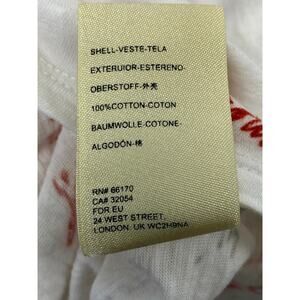 SHELL-VESTE-TELA
EXTERUIOR-ESTERENO-
OBERSTOFF-外壳
100%COTTON-COTON
BAUMWOLLE-COTONE-
ALGODÓN-棉
RN# 66170
CA# 32054
FOR EU
24 WEST STREET,
LONDON. UK WC2H9NA